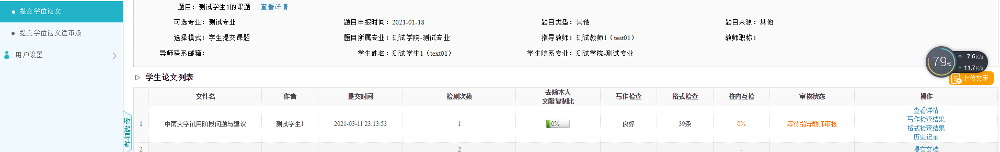 提交学位论文
提交学位论文送审版
用户设置
收起导航
题目：测试学生1的课题 查看详情
可选专业：测试专业 题目申报时间：2021-01-18 题目类型：其他 题目来源：其他
选择模式：学生提交课题 题目所属专业：测试学院-测试专业 指导教师：测试教师1（test01） 教师职称：
导师联系邮箱： 学生姓名：测试学生1（text01） 学生院系专业：测试学院-测试专业
79% 7.6K/s
11.7K/s
上传文库
学生论文列表
文件名 作者 提交时间 检测次数 去除本人 写作检查 格式检查 校内互检 审核状态 操作
文献复制比
1 中南大学试用阶段问题与建议 测试学生1 2021-03-11 23:13:53 1 0% 良好 39条 0% 等待指导教师审核 查看详情
写作检查结果
格式检查结果
历史记录
2 2 - 提交文档